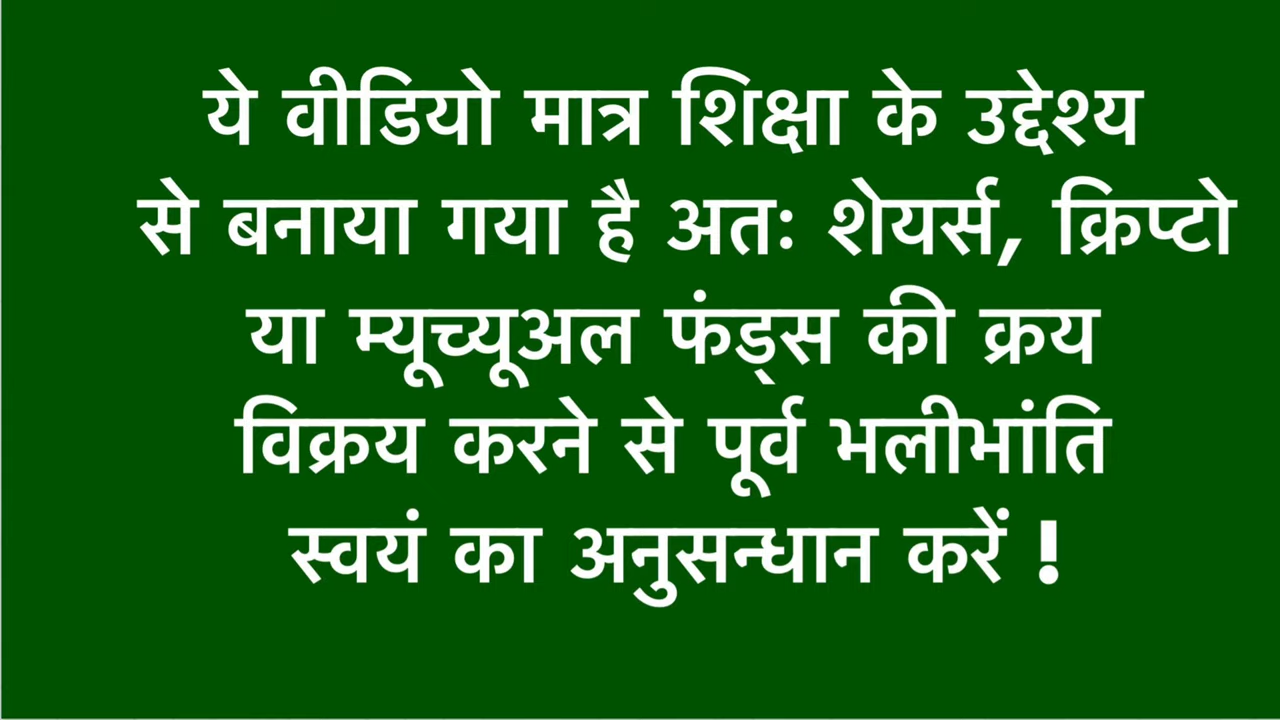 ये वीडियो मात्र शिक्षा के उद्देश्य
से बनाया गया है अतः शेयर्स, क्रिप्टो
या म्यूच्यूअल फंड्स की क्रय
विक्रय करने से पूर्व भलीभांति
स्वयं का अनुसन्धान करें !